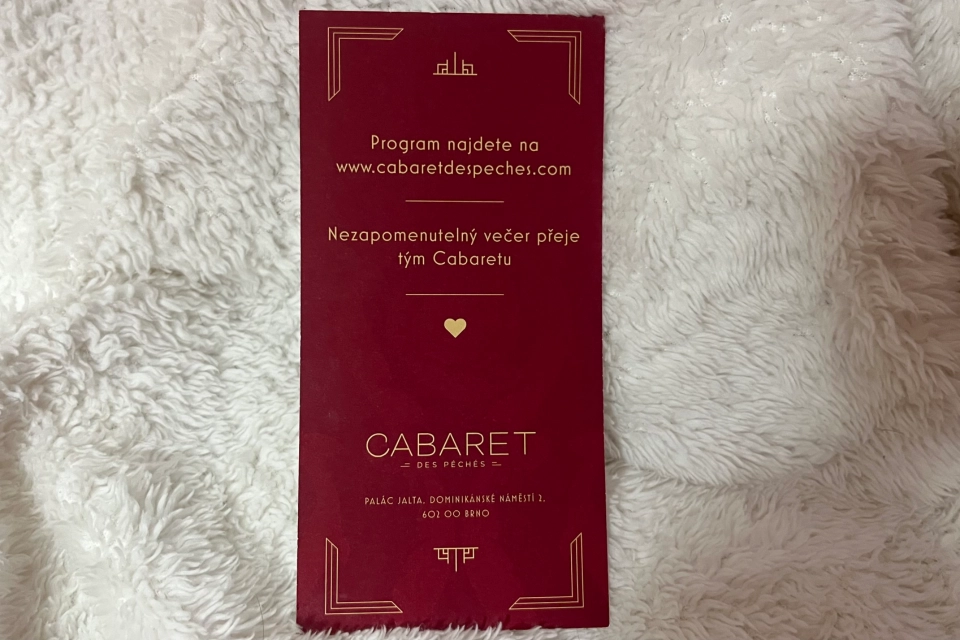 Program najdete na
www.cabaretdespeches.com
Nezapomenutelný večer přeje
tým Cabaretu
CABARET
DES PÉCHÉS
PALÁC JALTA, DOMINIKÁNSKÉ NÁMĚSTÍ 2,
602 00 BRNO